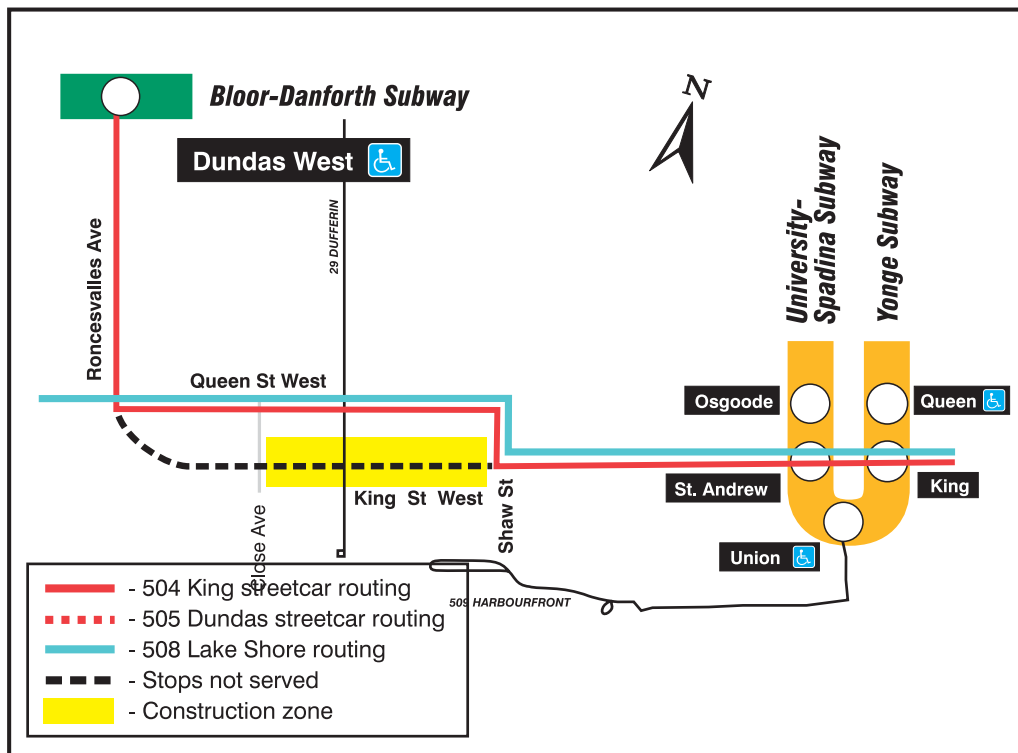 N
Bloor-Danforth Subway
Dundas West
Roncesvalles Ave
29 DUFFERIN
University-
Spadina Subway
Yonge Subway
Queen St West
Osgoode
Queen
King St West
St. Andrew
King
Shaw St
close Ave
Union
509 HARBOURFRONT
- 504 King streetcar routing
- 505 Dundas streetcar routing
- 508 Lake Shore routing
- Stops not served
- Construction zone